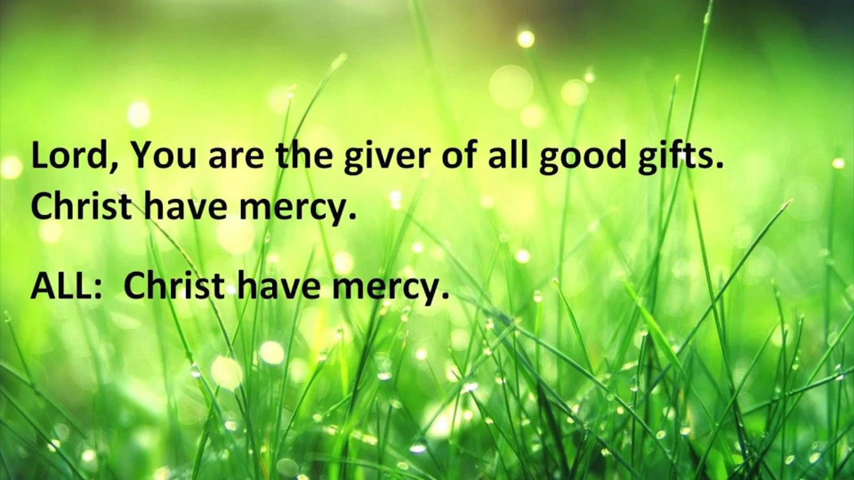 Lord, You are the giver of all good gifts.
Christ have mercy.
ALL:  Christ have mercy.